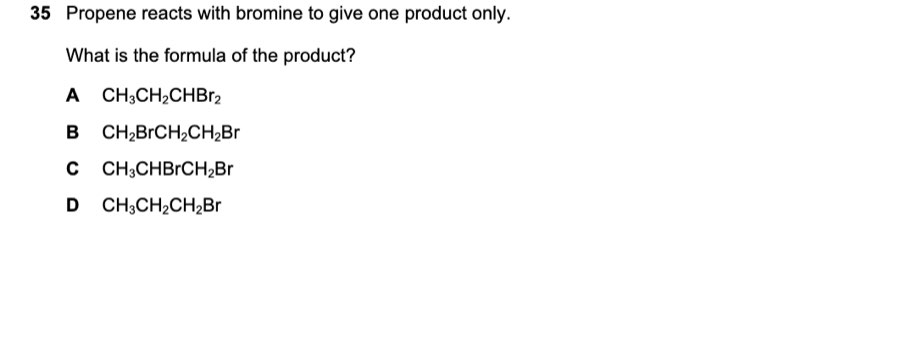 35 Propene reacts with bromine to give one product only.
What is the formula of the product?
A CH₃CH₂CHBr₂
B CH₂BrCH₂CH₂Br
C CH₃CHBrCH₂Br
D CH₃CH₂CH₂Br